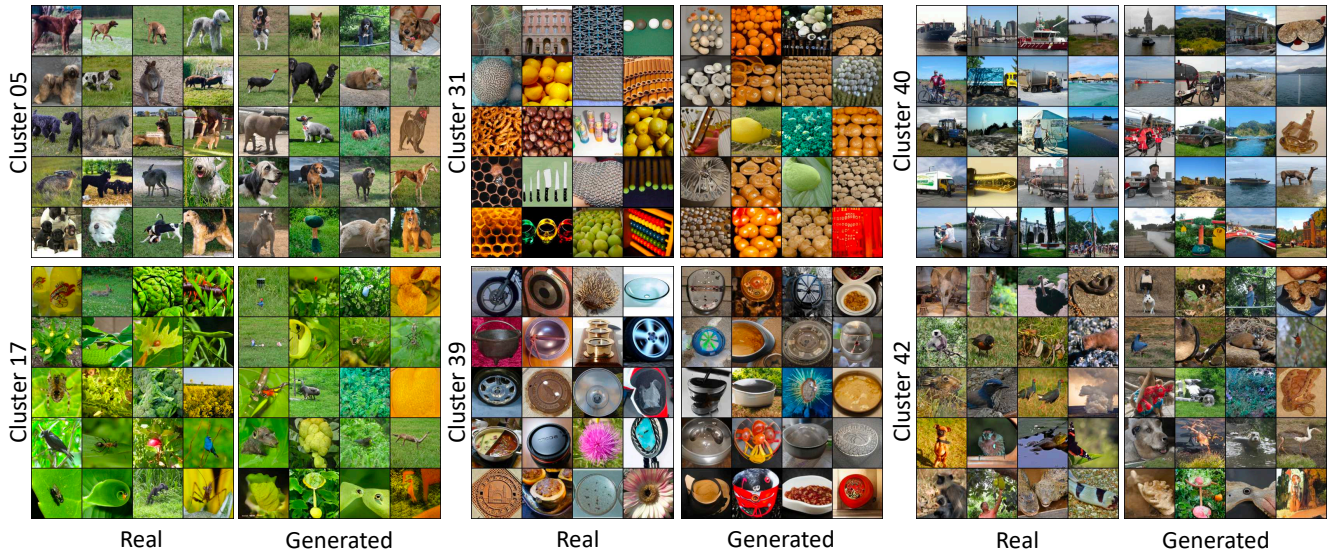 Cluster 05
Cluster 31
Cluster 40
Cluster 17
Cluster 39
Cluster 42
Real
Generated
Real
Generated
Real
Generated